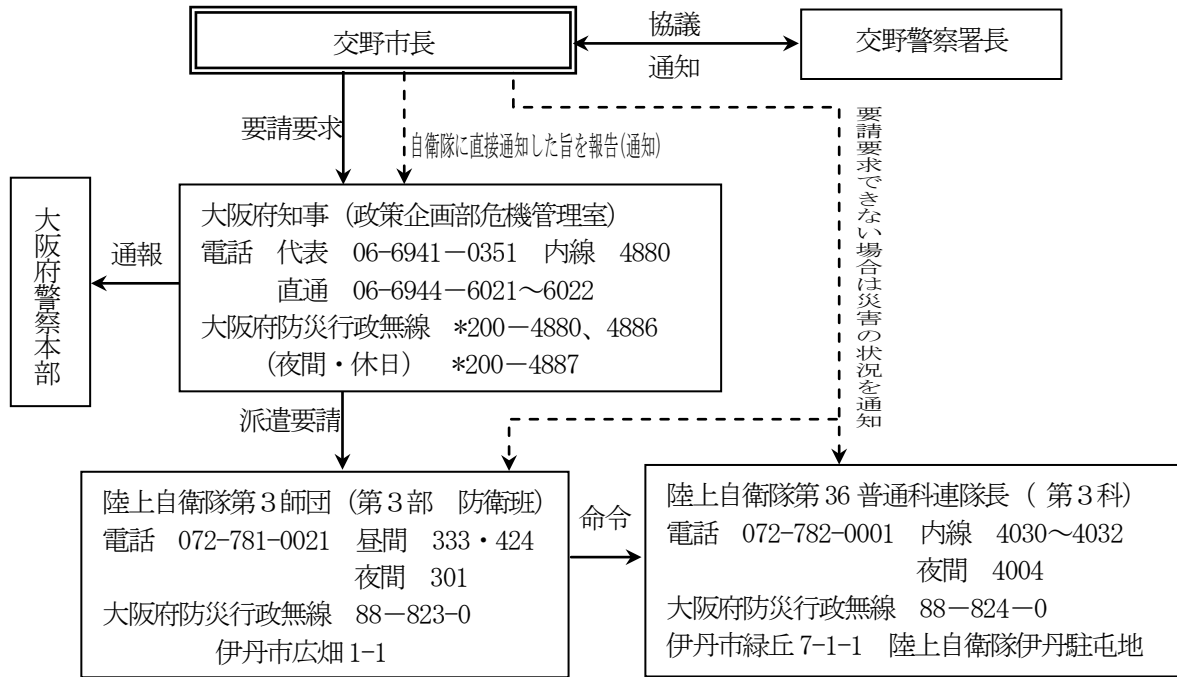 交野市長
協議
通知
交野警察署長
要請要求
自衛隊に直接通知した旨を報告(通知)
要請要求できない場合は災害の状況を通知
大阪府警察本部
通報
大阪府知事（政策企画部危機管理室）
電話　代表　06-6941－0351　内線　4880
直通　06-6944－6021～6022
大阪府防災行政無線　*200－4880、4886
（夜間・休日）　*200－4887
派遣要請
陸上自衛隊第３師団（第３部　防衛班）
電話　072-781-0021　昼間　333・424
夜間　301
大阪府防災行政無線　88－823-0
伊丹市広畑 1-1
命令
陸上自衛隊第 36 普通科連隊長（ 第３科）
電話　072-782-0001　内線　4030～4032
夜間　4004
大阪府防災行政無線　88－824－0
伊丹市緑丘 7-1-1　陸上自衛隊伊丹駐屯地